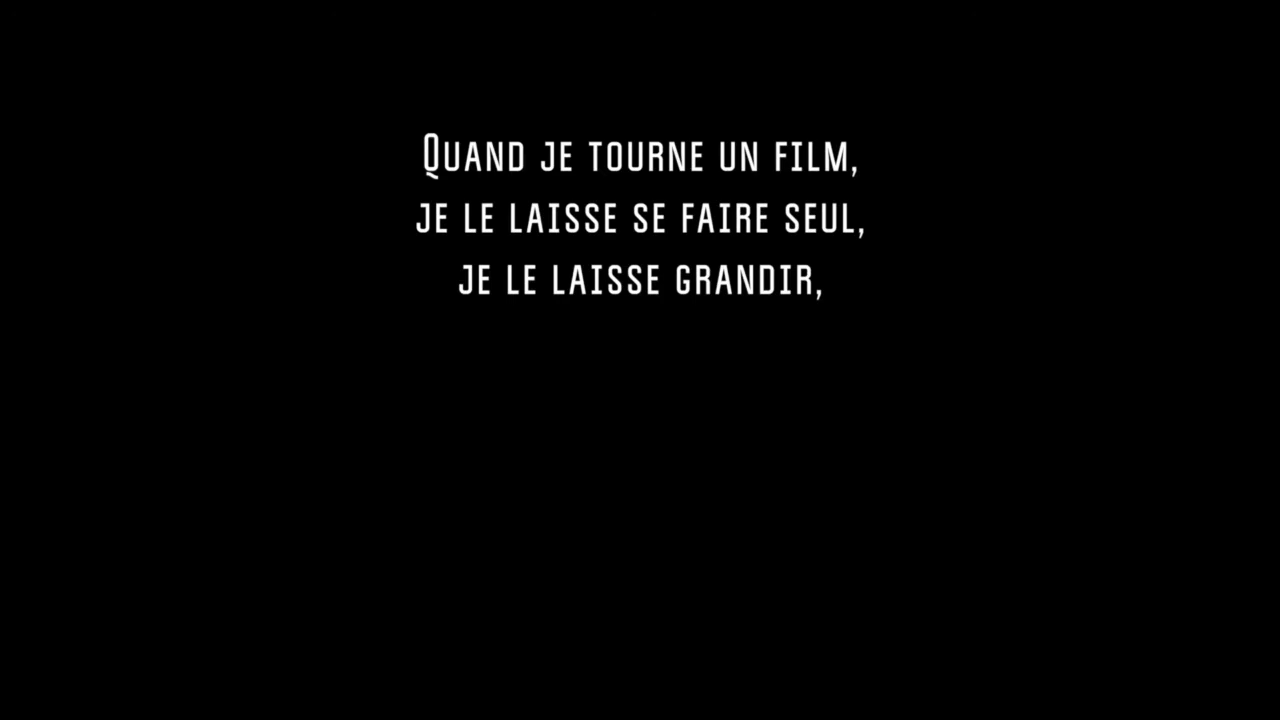 Quand je tourne un film,
je le laisse se faire seul,
je le laisse grandir,